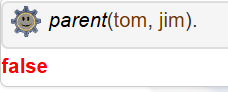 parent(tom, jim).
false